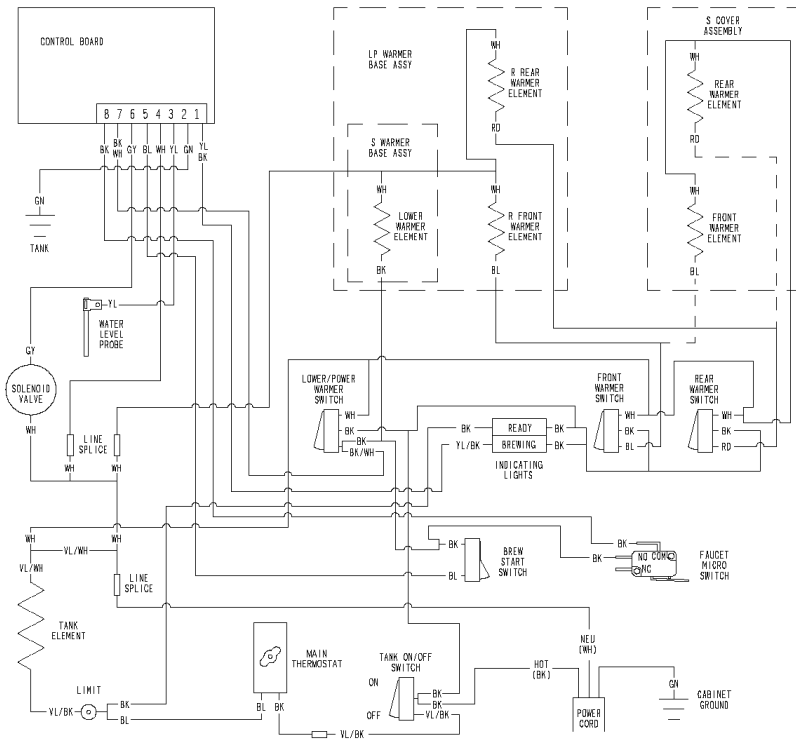 CONTROL BOARD
8 7 6 5 4 3 2 1
BK
BK
WH
GY
BL
WH
YL
GN
YL
BK
GN
TANK
YL
WATER
LEVEL
PROBE
GY
SOLENOID
VALVE
WH
LINE
SPLICE
WH
WH
LP WARMER
BASE ASSY
WH
R REAR
WARMER
ELEMENT
RD
S WARMER
BASE ASSY
WH
LOWER
WARMER
ELEMENT
BK
WH
R FRONT
WARMER
ELEMENT
BL
S COVER
ASSEMBLY
WH
REAR
WARMER
ELEMENT
RD
WH
FRONT
WARMER
ELEMENT
BL
LOWER/POWER
WARMER
SWITCH
WH
BK
BK
BK/WH
BK
READY
BK
YL/BK
BREWING
BK
INDICATING
LIGHTS
FRONT
WARMER
SWITCH
WH
BK
BL
REAR
WARMER
SWITCH
WH
BK
RD
WH
VL/WH
WH
VL/WH
TANK
ELEMENT
LINE
SPLICE
BK
BL
BREW
START
SWITCH
BK
BK
NO COM
NC
FAUCET
MICRO
SWITCH
LIMIT
VL/BK
BK
BL
MAIN
THERMOSTAT
BL
BK
VL/BK
TANK ON/OFF
SWITCH
ON
OFF
BK
BK
VL/BK
HOT
(BK)
NEU
(WH)
POWER
CORD
GN
CABINET
GROUND